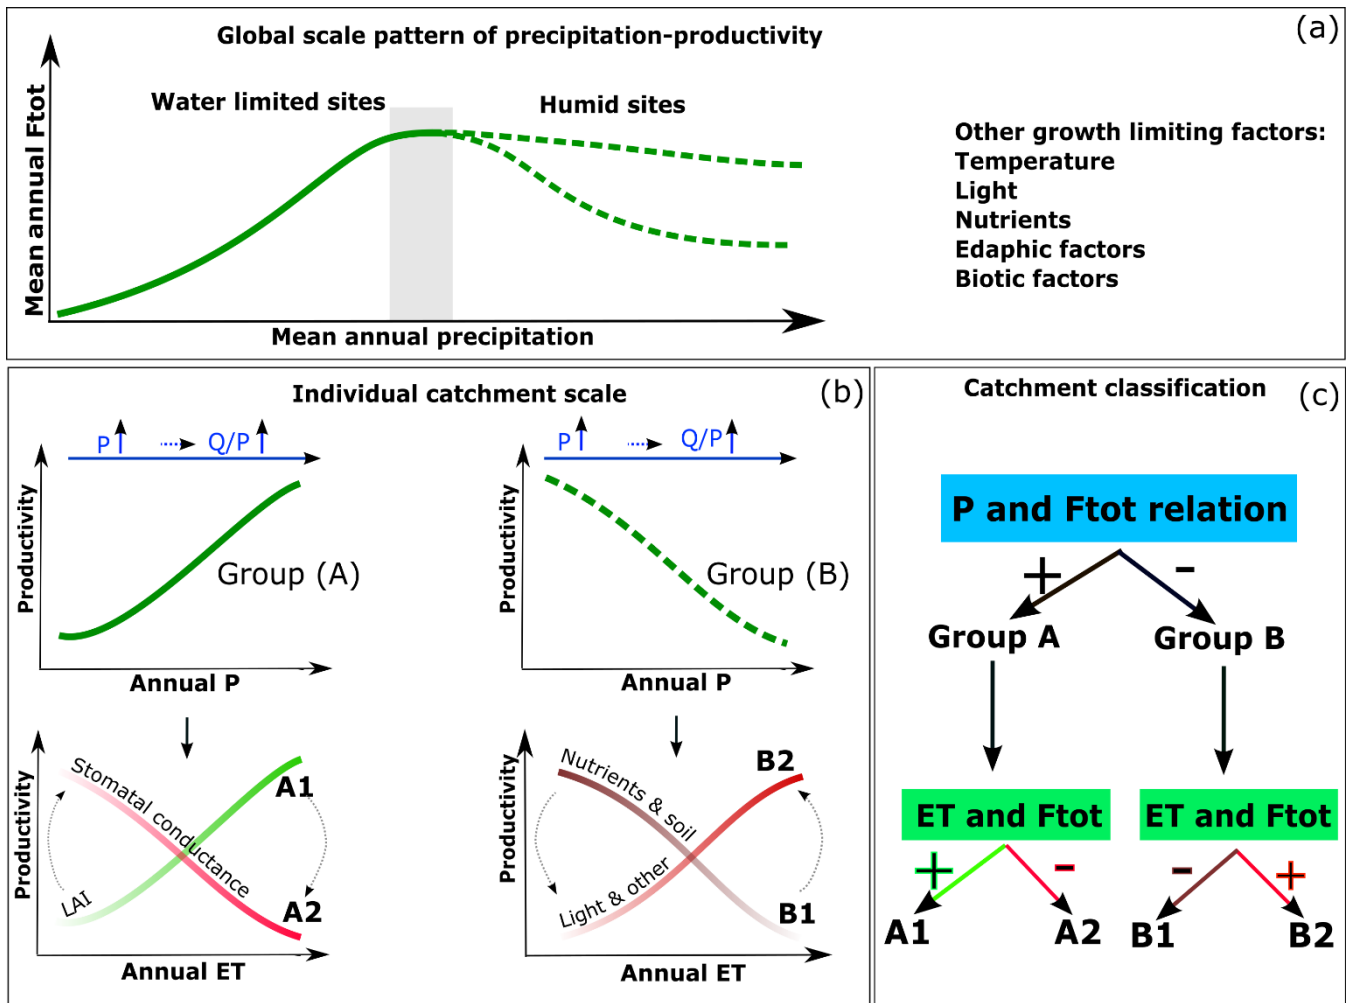 Global scale pattern of precipitation-productivity
(a)
Mean annual Ftot
Water limited sites
Humid sites
Mean annual precipitation
Other growth limiting factors:
Temperature
Light
Nutrients
Edaphic factors
Biotic factors
Individual catchment scale
(b)
P
Q/P
Productivity
Group (A)
Annual P
P
Q/P
Productivity
Group (B)
Annual P
Productivity
Stomatal conductance
LAI
A1
A2
Annual ET
Productivity
Nutrients & soil
Light & other
B2
B1
Annual ET
Catchment classification
(c)
P and Ftot relation
+ -
Group A Group B
ET and Ftot ET and Ftot
+ - - +
A1 A2 B1 B2